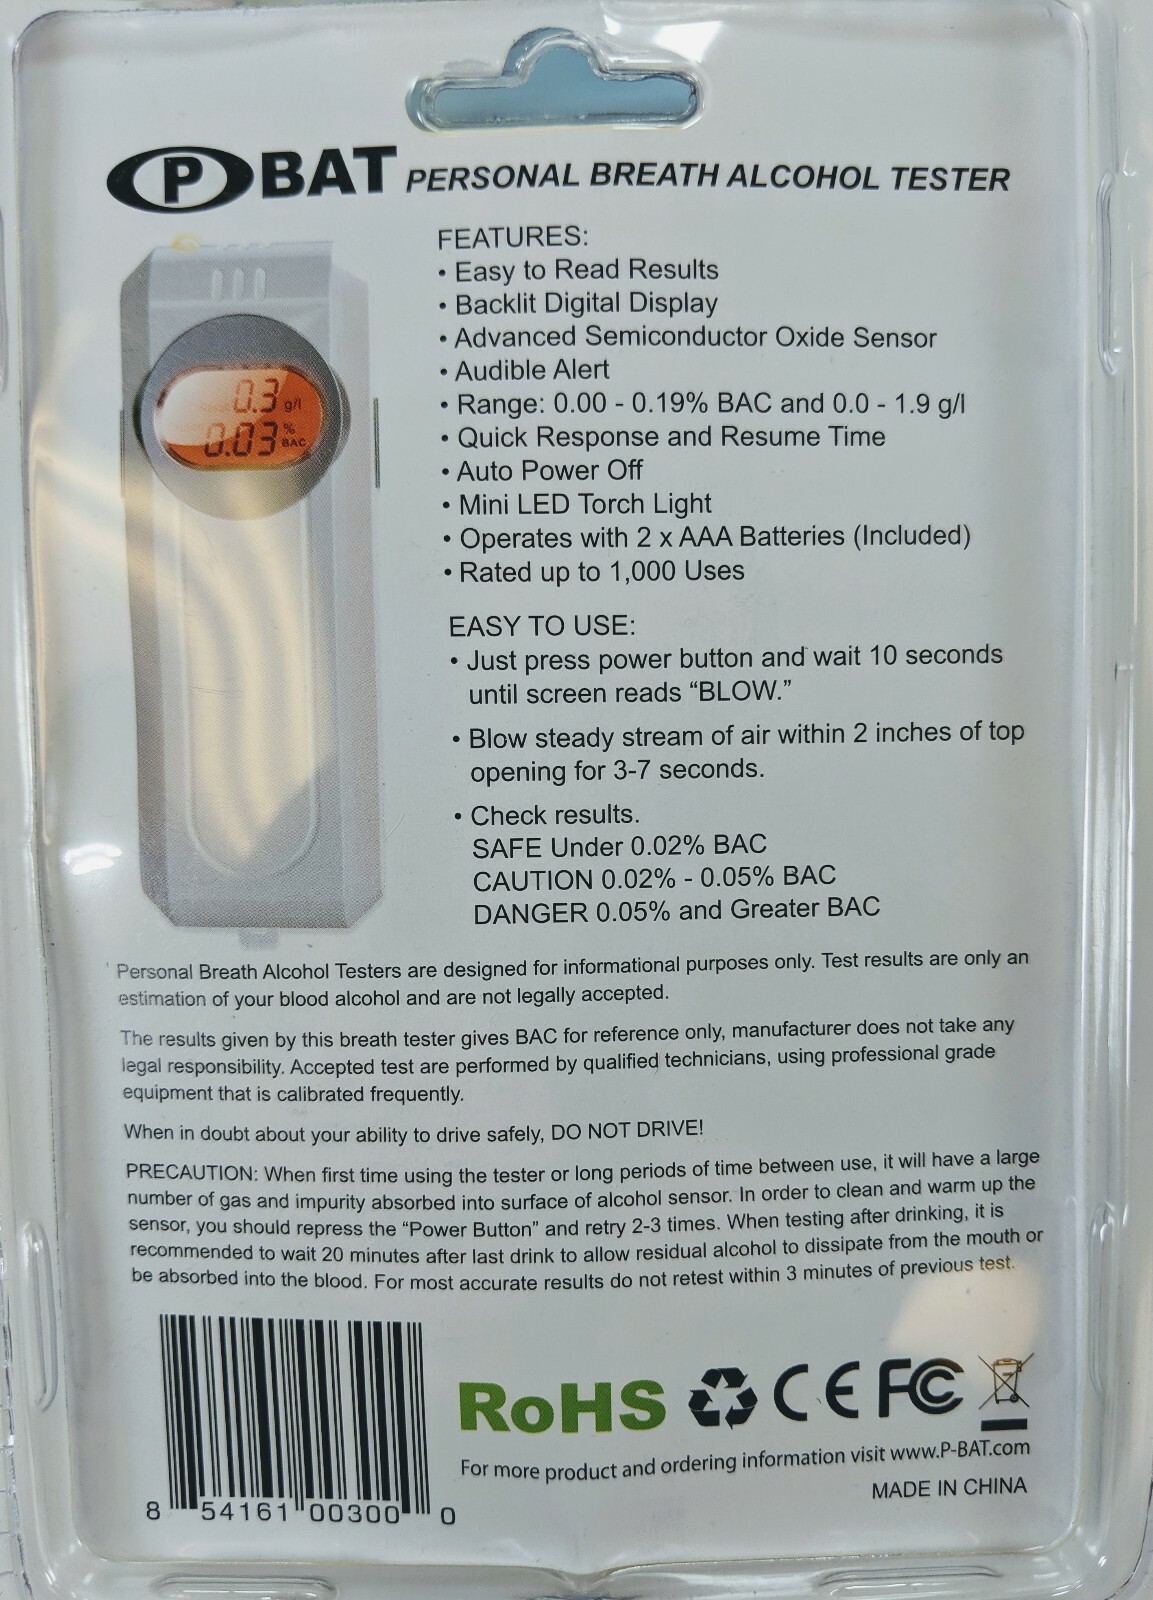 P BAT PERSONAL BREATH ALCOHOL TESTER
FEATURES:
• Easy to Read Results
• Backlit Digital Display
• Advanced Semiconductor Oxide Sensor
• Audible Alert
• Range: 0.00 - 0.19% BAC and 0.0 - 1.9 g/l
• Quick Response and Resume Time
• Auto Power Off
• Mini LED Torch Light
• Operates with 2 x AAA Batteries (Included)
• Rated up to 1,000 Uses
0.3 g/l
0.03 % BAC
EASY TO USE:
• Just press power button and wait 10 seconds
until screen reads “BLOW.”
• Blow steady stream of air within 2 inches of top
opening for 3-7 seconds.
• Check results.
SAFE Under 0.02% BAC
CAUTION 0.02% - 0.05% BAC
DANGER 0.05% and Greater BAC
Personal Breath Alcohol Testers are designed for informational purposes only. Test results are only an
estimation of your blood alcohol and are not legally accepted.
The results given by this breath tester gives BAC for reference only, manufacturer does not take any
legal responsibility. Accepted test are performed by qualified technicians, using professional grade
equipment that is calibrated frequently.
When in doubt about your ability to drive safely, DO NOT DRIVE!
PRECAUTION: When first time using the tester or long periods of time between use, it will have a large
number of gas and impurity absorbed into surface of alcohol sensor. In order to clean and warm up the
sensor, you should repress the “Power Button” and retry 2-3 times. When testing after drinking, it is
recommended to wait 20 minutes after last drink to allow residual alcohol to dissipate from the mouth or
be absorbed into the blood. For most accurate results do not retest within 3 minutes of previous test.
RoHS CE FC
For more product and ordering information visit www.P-BAT.com
MADE IN CHINA
8 54161 00300 0